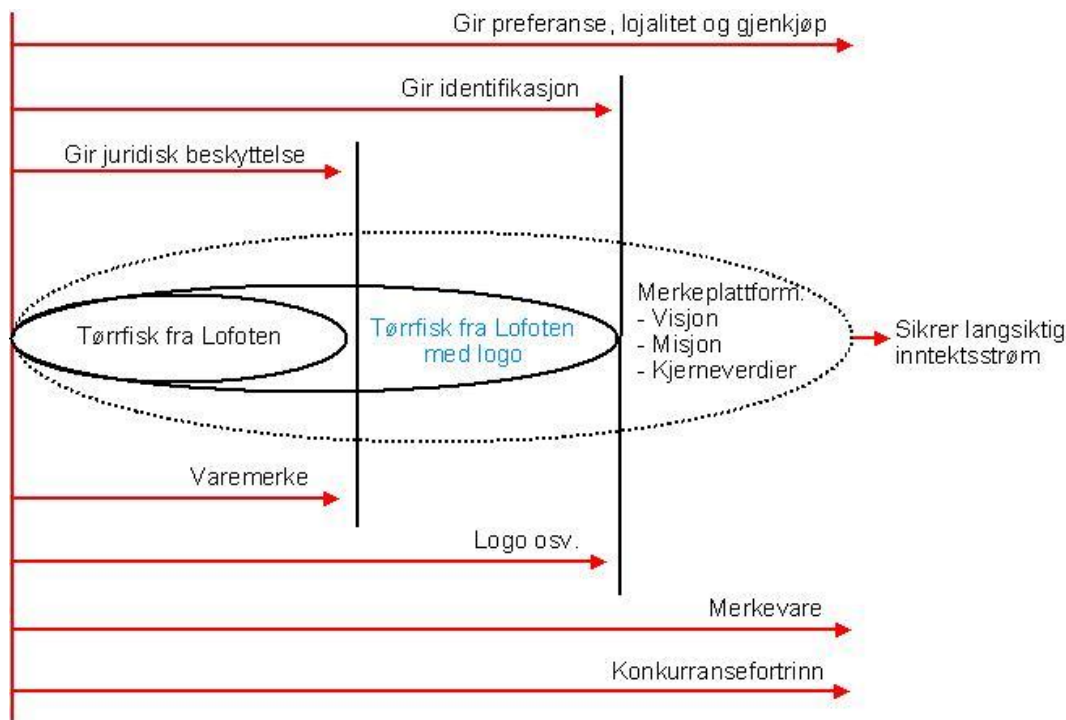 Gir preferanse, lojalitet og gjenkjøp
Gir identifikasjon
Gir juridisk beskyttelse
Tørrfisk fra Lofoten
Tørrfisk fra Lofoten
med logo
Merkeplattform:
- Visjon
- Misjon
- Kjerneverdier
Sikrer langsiktig
inntektsstrøm
Varemerke
Logo osv.
Merkevare
Konkurransefortrinn